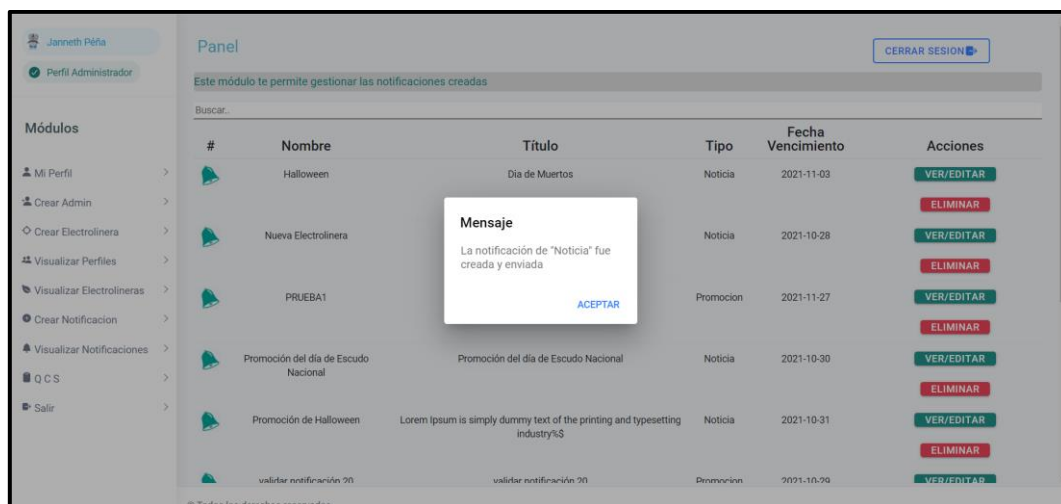 Janneth Péña
Perfil Administrador
Módulos
Mi Perfil
Crear Admin
Crear Electrolinera
Visualizar Perfiles
Visualizar Electrolineras
Crear Notificacion
Visualizar Notificaciones
Q C S
Salir
Panel
CERRAR SESION
Este módulo te permite gestionar las notificaciones creadas
Buscar..
# Nombre Título Tipo Fecha Vencimiento Acciones
Halloween Dia de Muertos Noticia 2021-11-03 VER/EDITAR
ELIMINAR
Nueva Electrolinera Noticia 2021-10-28 VER/EDITAR
ELIMINAR
PRUEBA1 Promocion 2021-11-27 VER/EDITAR
ELIMINAR
Promoción del día de Escudo Nacional Promoción del día de Escudo Nacional Noticia 2021-10-30 VER/EDITAR
ELIMINAR
Promoción de Halloween Lorem Ipsum is simply dummy text of the printing and typesetting industry%$ Noticia 2021-10-31 VER/EDITAR
ELIMINAR
validar notificación 20 validar notificación 20 Promocion 2021-10-29 VER/EDITAR
Mensaje
La notificación de "Noticia" fue
creada y enviada
ACEPTAR
© Todos los derechos reservados